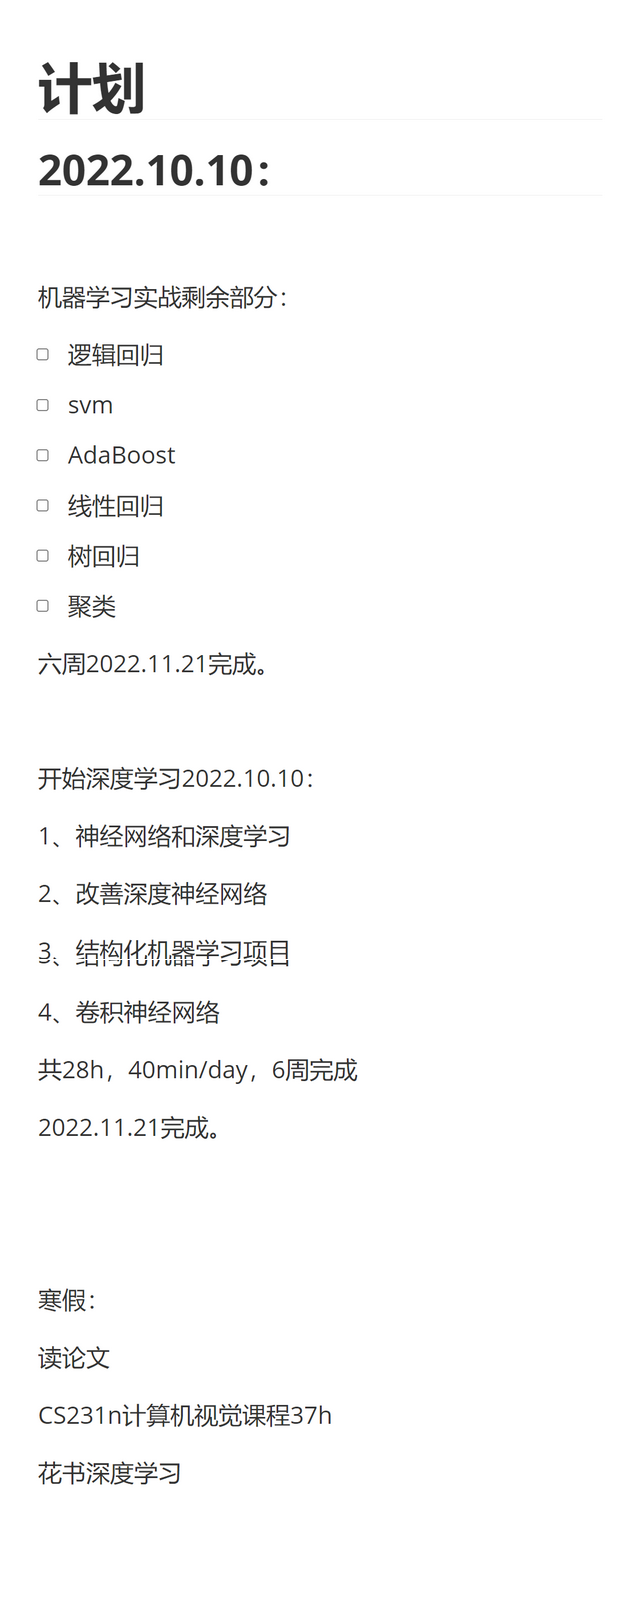 计划
2022.10.10：
机器学习实战剩余部分：
逻辑回归
svm
AdaBoost
线性回归
树回归
聚类
六周2022.11.21完成。
开始深度学习2022.10.10：
1、神经网络和深度学习
2、改善深度神经网络
3、结构化机器学习项目
4、卷积神经网络
共28h，40min/day，6周完成
2022.11.21完成。
寒假：
读论文
CS231n计算机视觉课程37h
花书深度学习